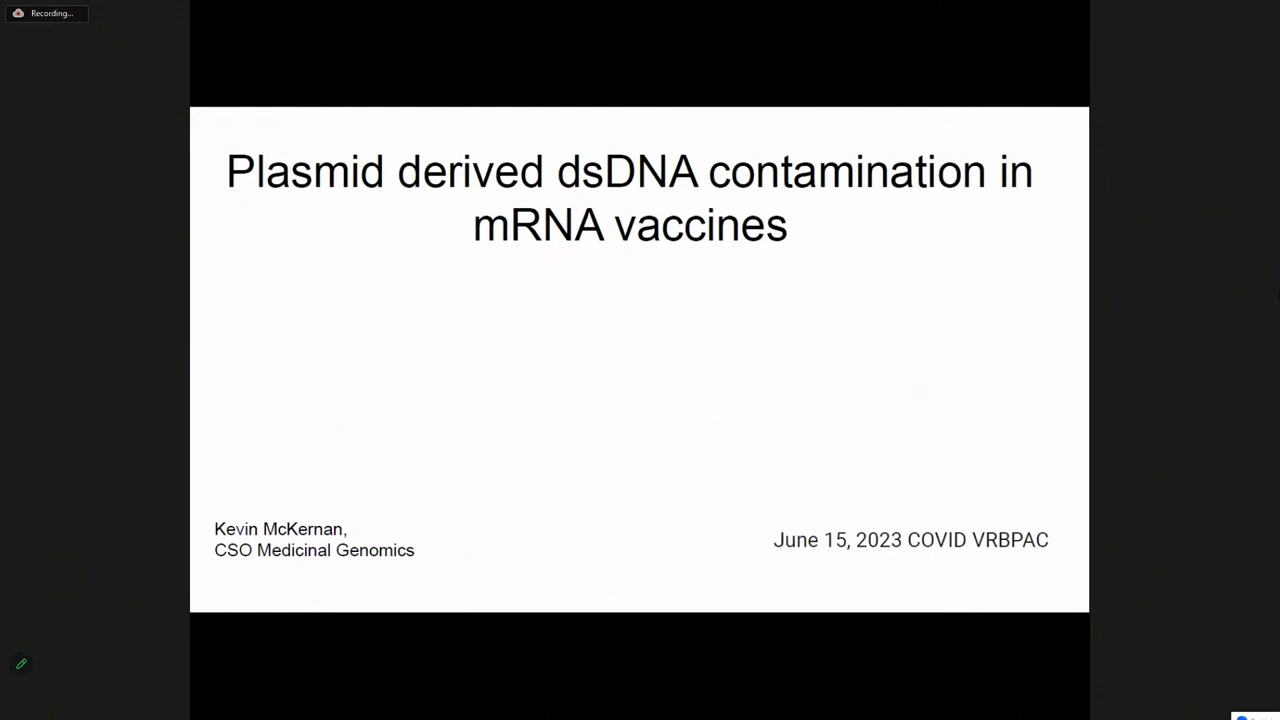 Recording...
Plasmid derived dsDNA contamination in
mRNA vaccines
Kevin McKernan,
CSO Medicinal Genomics
June 15, 2023 COVID VRBPAC